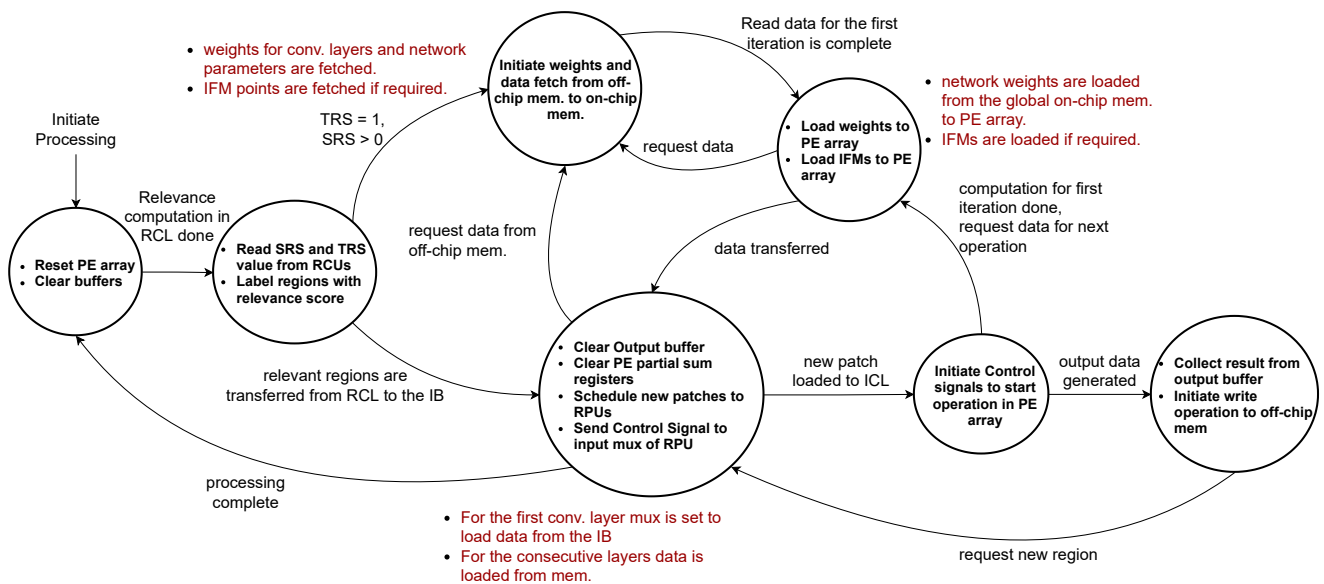 • weights for conv. layers and network
parameters are fetched.
• IFM points are fetched if required.
Initiate weights and
data fetch from off-
chip mem. to on-chip
mem.
Read data for the first
iteration is complete
• network weights are loaded
from the global on-chip mem.
to PE array.
• IFMs are loaded if required.
Initiate
Processing
TRS = 1,
SRS > 0
request data
• Load weights to
PE array
• Load IFMs to PE
array
Relevance
computation in
RCL done
• Reset PE array
• Clear buffers
• Read SRS and TRS
value from RCUs
• Label regions with
relevance score
request data from
off-chip mem.
data transferred
computation for first
iteration done,
request data for next
operation
relevant regions are
transferred from RCL to the IB
• Clear Output buffer
• Clear PE partial sum
registers
• Schedule new patches to
RPUs
• Send Control Signal to
input mux of RPU
new patch
loaded to ICL
Initiate Control
signals to start
operation in PE
array
output data
generated
• Collect result from
output buffer
• Initiate write
operation to off-chip
mem
processing
complete
• For the first conv. layer mux is set to
load data from the IB
• For the consecutive layers data is
loaded from mem.
request new region